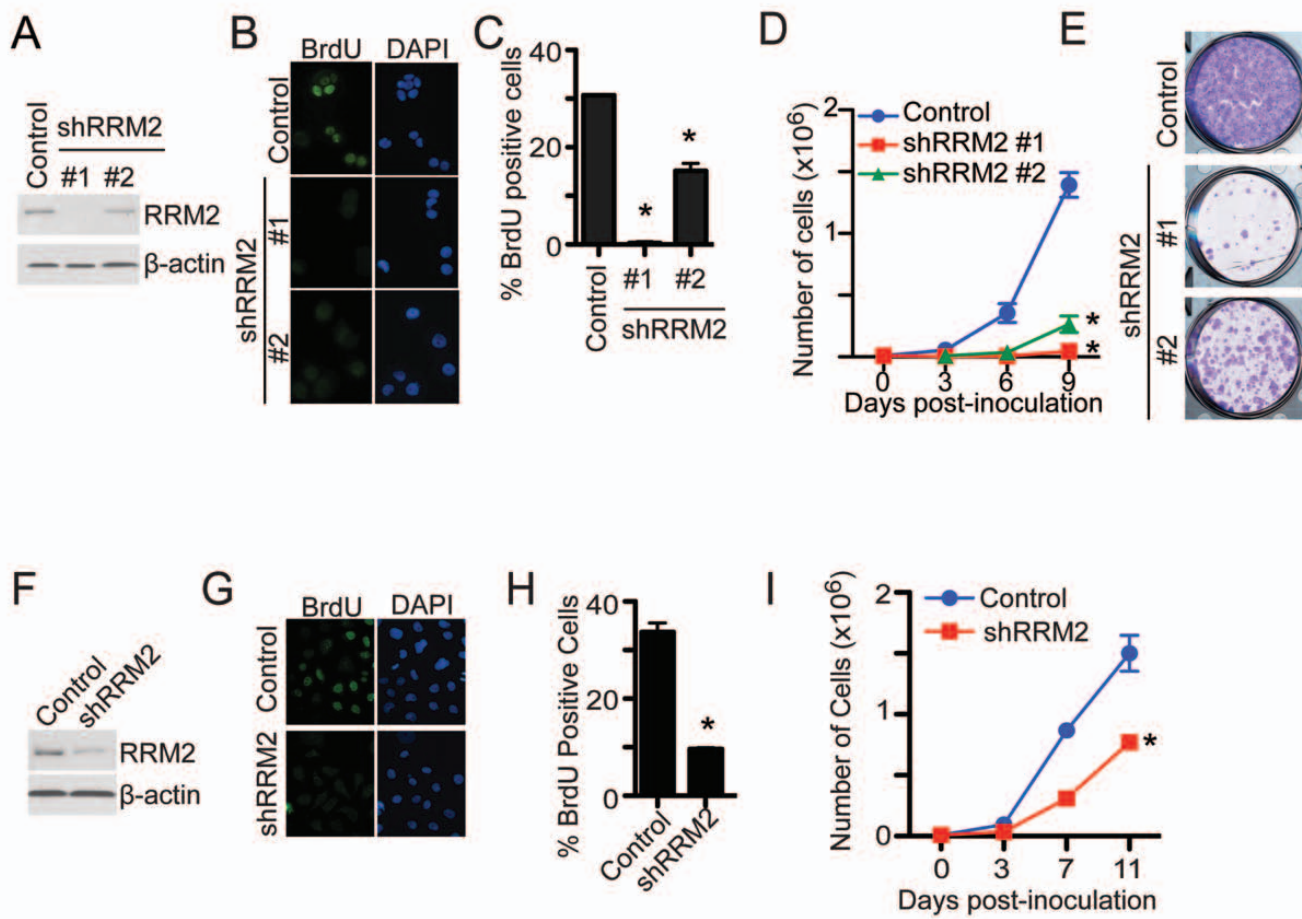 A
Control
shRRM2
#1 #2
RRM2
β-actin
B
BrdU DAPI
Control
shRRM2
#1
#2
C
% BrdU positive cells
40
20
0
*
*
Control
#1 #2
shRRM2
D
Number of cells (x10⁶)
2
1
0
Control
shRRM2 #1
shRRM2 #2
*
*
0 3 6 9
Days post-inoculation
E
Control
shRRM2
#1
#2
F
Control
shRRM2
RRM2
β-actin
G
BrdU DAPI
Control
shRRM2
H
% BrdU Positive Cells
40
20
0
*
Control
shRRM2
I
Number of Cells (x10⁶)
2
1
0
Control
shRRM2
*
0 3 7 11
Days post-inoculation